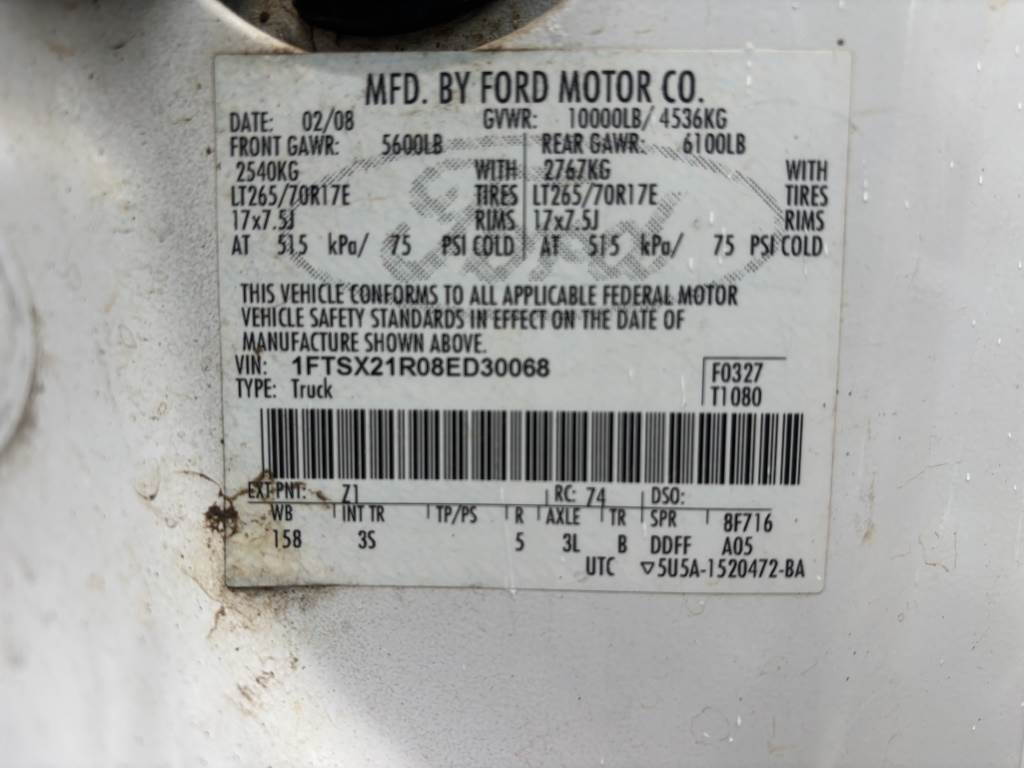 MFD. BY FORD MOTOR CO.
DATE: 02/08 GVWR: 10000LB/ 4536KG
FRONT GAWR: 5600LB REAR GAWR: 6100LB
2540KG WITH 2767KG WITH
LT265/70R17E TIRES LT265/70R17E TIRES
17x7.5J RIMS 17x7.5J RIMS
AT 515 kPa/ 75 PSI COLD AT 515 kPa/ 75 PSI COLD
Ford
THIS VEHICLE CONFORMS TO ALL APPLICABLE FEDERAL MOTOR
VEHICLE SAFETY STANDARDS IN EFFECT ON THE DATE OF
MANUFACTURE SHOWN ABOVE.
VIN: 1FTSX21R08ED30068 F0327
TYPE: Truck T1080
EXT PNT: Z1 RC: 74 DSO:
WB INT TR TP/PS R AXLE TR SPR 8F716
158 3S 5 3L B DDFF A05
UTC ▽5U5A-1520472-BA